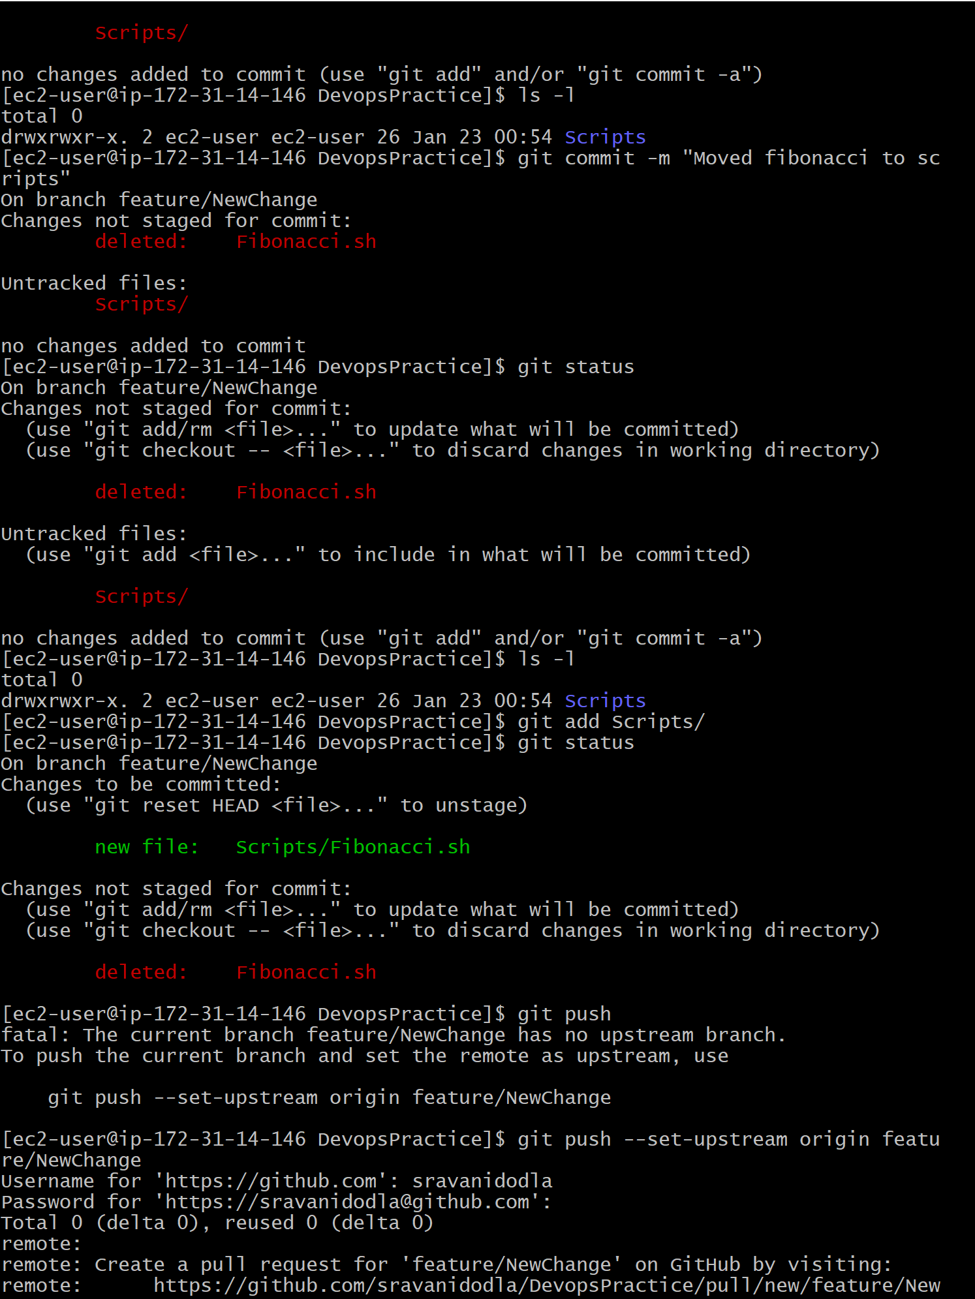 Scripts/
no changes added to commit (use "git add" and/or "git commit -a")
[ec2-user@ip-172-31-14-146 DevopsPractice]$ ls -l
total 0
drwxrwxr-x. 2 ec2-user ec2-user 26 Jan 23 00:54 Scripts
[ec2-user@ip-172-31-14-146 DevopsPractice]$ git commit -m "Moved fibonacci to sc
ripts"
On branch feature/NewChange
Changes not staged for commit:
        deleted:    Fibonacci.sh
Untracked files:
        Scripts/
no changes added to commit
[ec2-user@ip-172-31-14-146 DevopsPractice]$ git status
On branch feature/NewChange
Changes not staged for commit:
  (use "git add/rm <file>..." to update what will be committed)
  (use "git checkout -- <file>..." to discard changes in working directory)
        deleted:    Fibonacci.sh
Untracked files:
  (use "git add <file>..." to include in what will be committed)
        Scripts/
no changes added to commit (use "git add" and/or "git commit -a")
[ec2-user@ip-172-31-14-146 DevopsPractice]$ ls -l
total 0
drwxrwxr-x. 2 ec2-user ec2-user 26 Jan 23 00:54 Scripts
[ec2-user@ip-172-31-14-146 DevopsPractice]$ git add Scripts/
[ec2-user@ip-172-31-14-146 DevopsPractice]$ git status
On branch feature/NewChange
Changes to be committed:
  (use "git reset HEAD <file>..." to unstage)
        new file:   Scripts/Fibonacci.sh
Changes not staged for commit:
  (use "git add/rm <file>..." to update what will be committed)
  (use "git checkout -- <file>..." to discard changes in working directory)
        deleted:    Fibonacci.sh
[ec2-user@ip-172-31-14-146 DevopsPractice]$ git push
fatal: The current branch feature/NewChange has no upstream branch.
To push the current branch and set the remote as upstream, use
    git push --set-upstream origin feature/NewChange
[ec2-user@ip-172-31-14-146 DevopsPractice]$ git push --set-upstream origin featu
re/NewChange
Username for 'https://github.com': sravanidodla
Password for 'https://sravanidodla@github.com':
Total 0 (delta 0), reused 0 (delta 0)
remote:
remote: Create a pull request for 'feature/NewChange' on GitHub by visiting:
remote:      https://github.com/sravanidodla/DevopsPractice/pull/new/feature/New